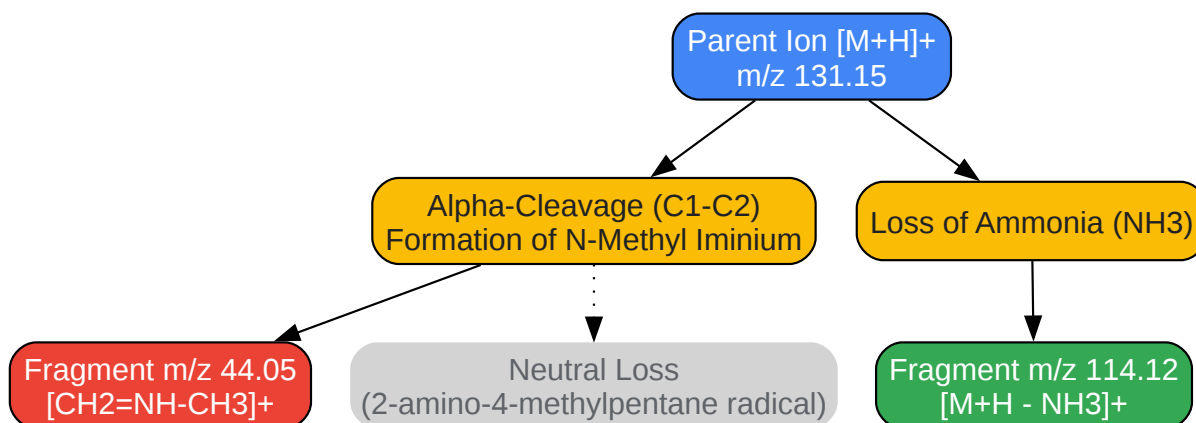 Parent Ion [M+H]+
m/z 131.15
Alpha-Cleavage (C1-C2)
Formation of N-Methyl Iminium
Loss of Ammonia (NH3)
Fragment m/z 44.05
[CH2=NH-CH3]+
Neutral Loss
(2-amino-4-methylpentane radical)
Fragment m/z 114.12
[M+H - NH3]+